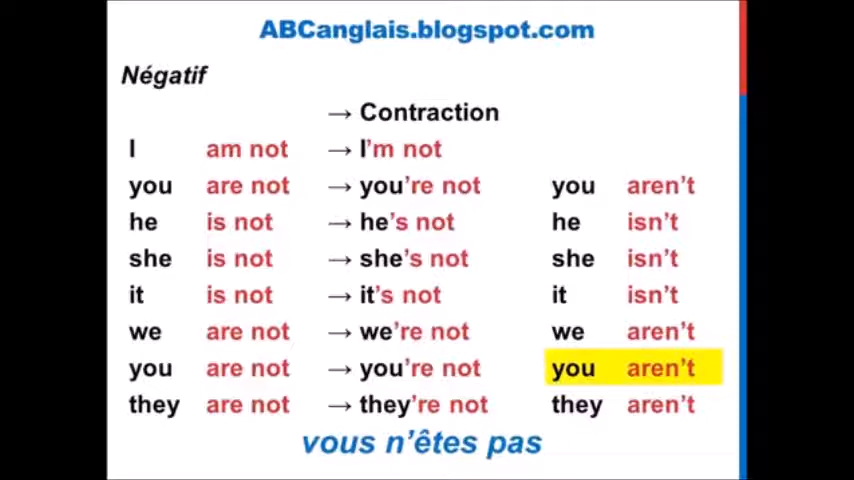 ABCanglais.blogspot.com
Négatif
→ Contraction
I am not → I'm not
you are not → you're not you aren't
he is not → he's not he isn't
she is not → she's not she isn't
it is not → it's not it isn't
we are not → we're not we aren't
you are not → you're not you aren't
they are not → they're not they aren't
vous n'êtes pas